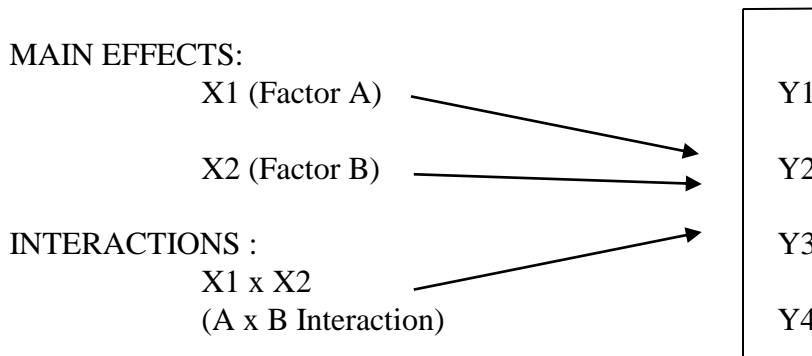 MAIN EFFECTS:
X1 (Factor A)
Y1
X2 (Factor B)
Y2
INTERACTIONS :
Y3
X1 x X2
(A x B Interaction)
Y4